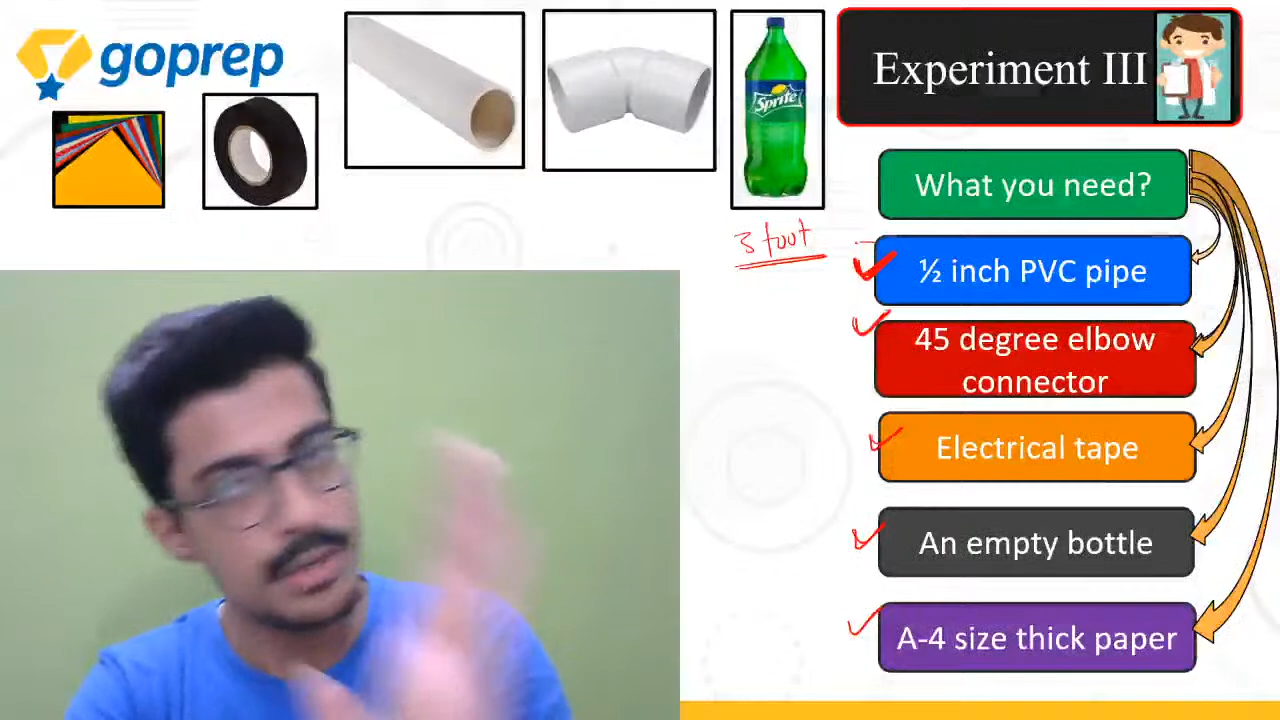 goprep
Sprite
Experiment III
What you need?
3 foot
½ inch PVC pipe
45 degree elbow
connector
Electrical tape
An empty bottle
A-4 size thick paper